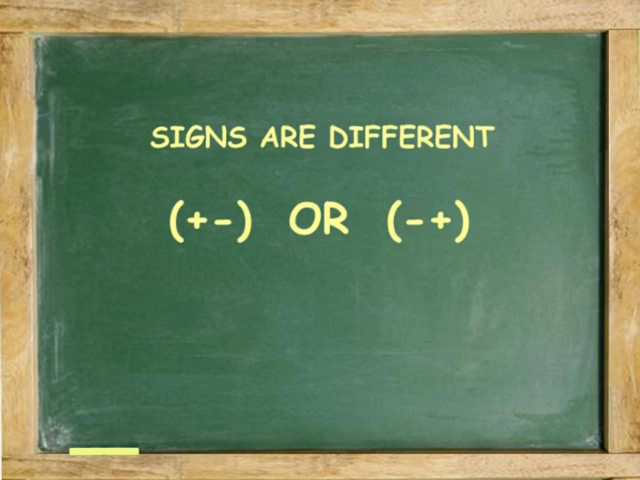 SIGNS ARE DIFFERENT
(+-) OR (-+)